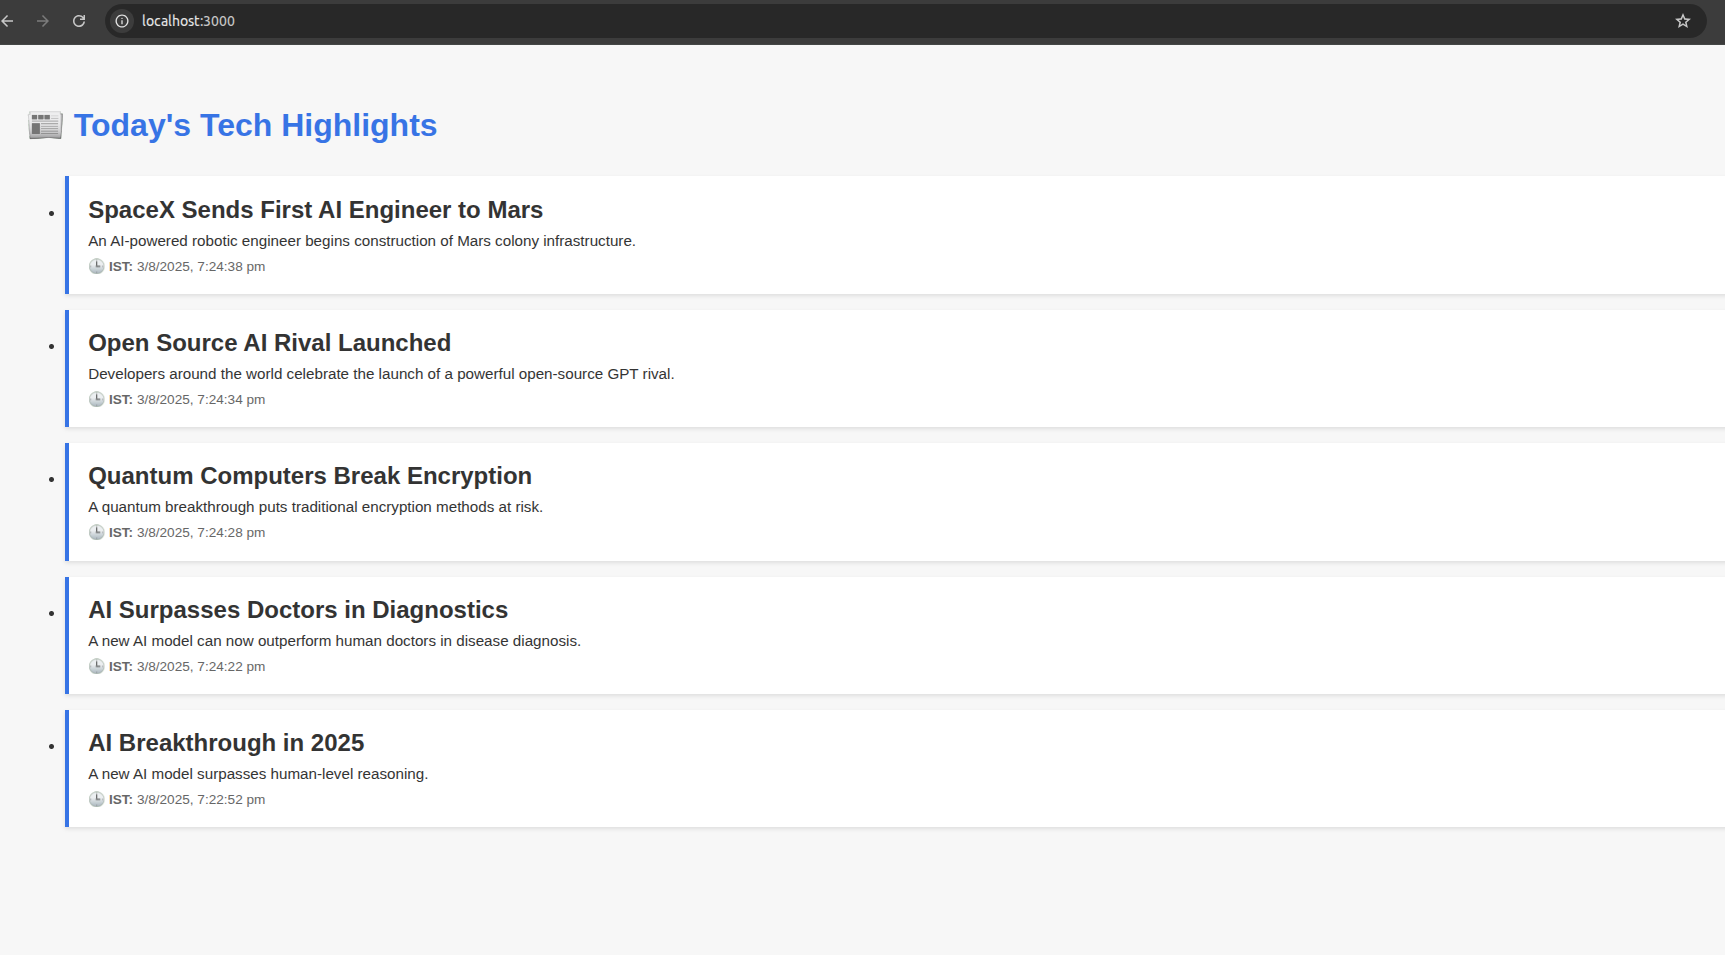 localhost:3000
Today's Tech Highlights
SpaceX Sends First AI Engineer to Mars
An AI-powered robotic engineer begins construction of Mars colony infrastructure.
IST: 3/8/2025, 7:24:38 pm
Open Source AI Rival Launched
Developers around the world celebrate the launch of a powerful open-source GPT rival.
IST: 3/8/2025, 7:24:34 pm
Quantum Computers Break Encryption
A quantum breakthrough puts traditional encryption methods at risk.
IST: 3/8/2025, 7:24:28 pm
AI Surpasses Doctors in Diagnostics
A new AI model can now outperform human doctors in disease diagnosis.
IST: 3/8/2025, 7:24:22 pm
AI Breakthrough in 2025
A new AI model surpasses human-level reasoning.
IST: 3/8/2025, 7:22:52 pm